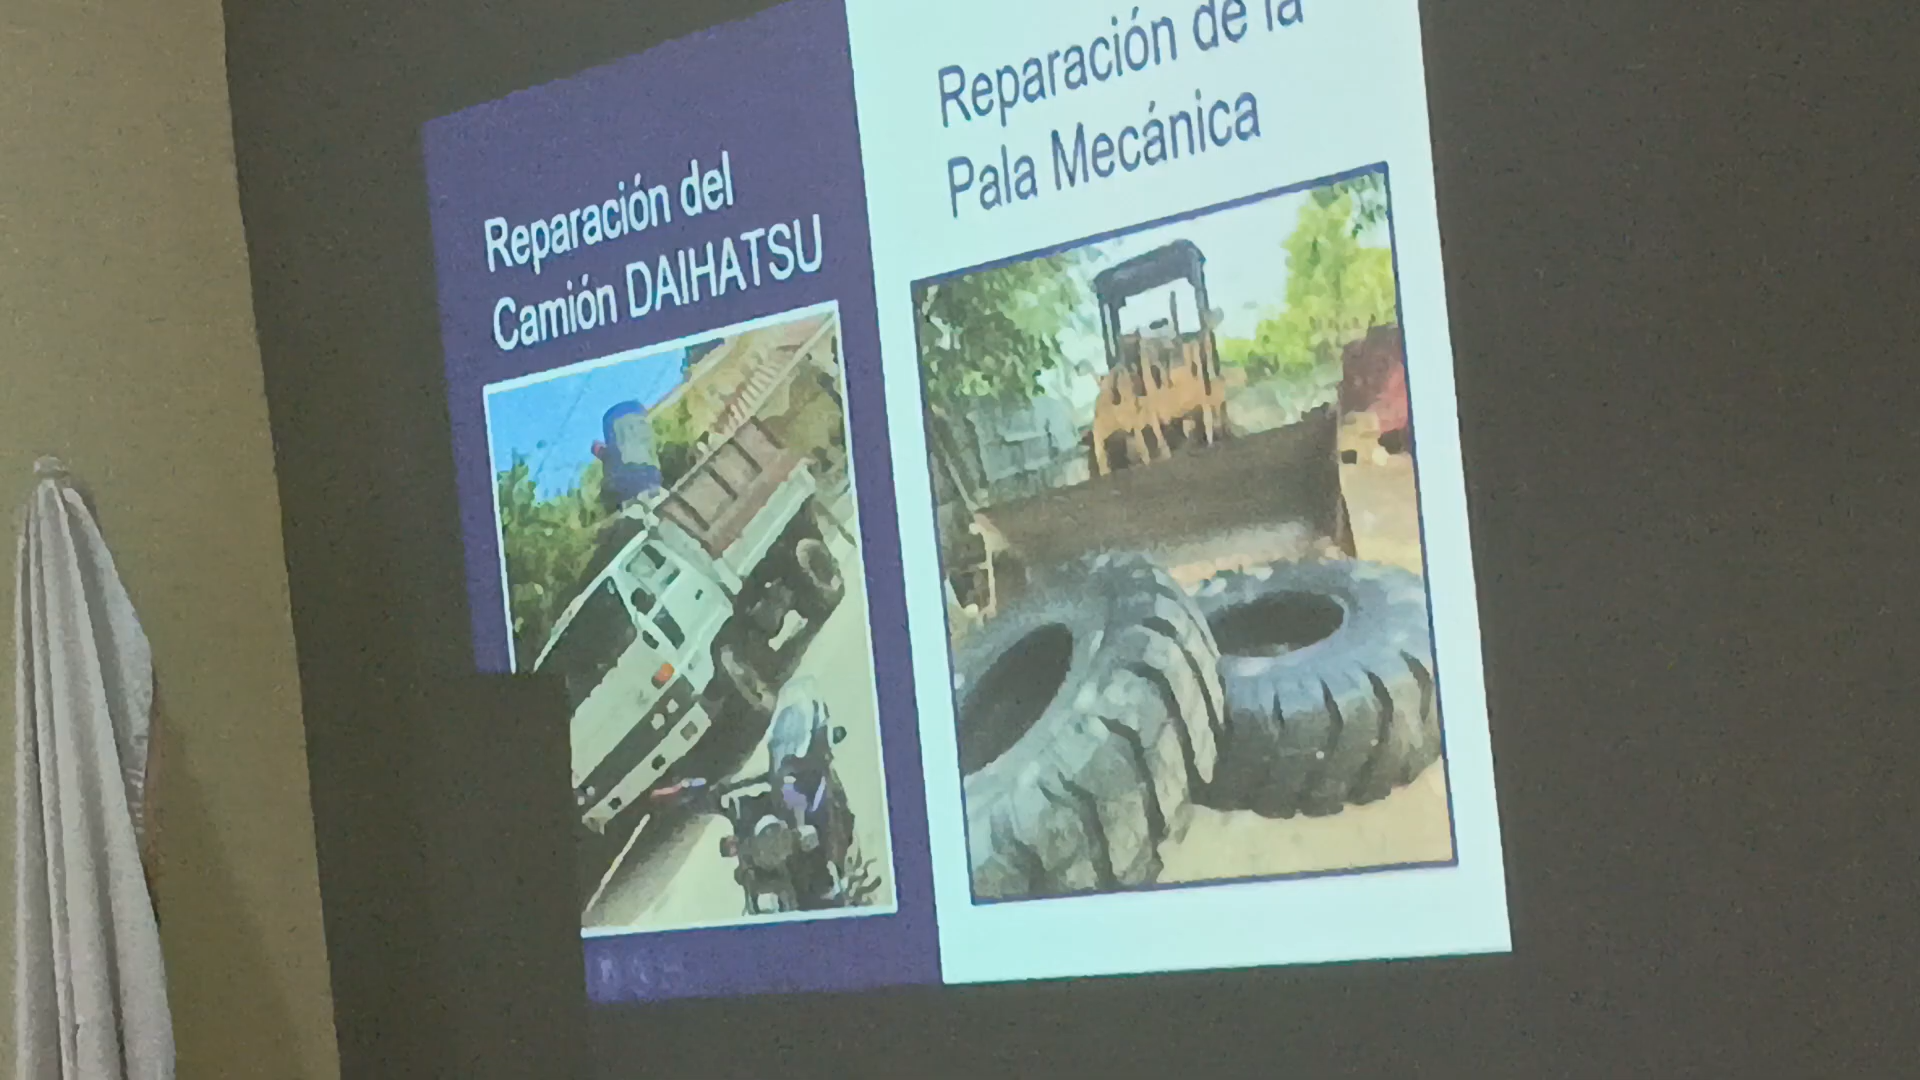 Reparación del
Camión DAIHATSU
Reparación de la
Pala Mecánica